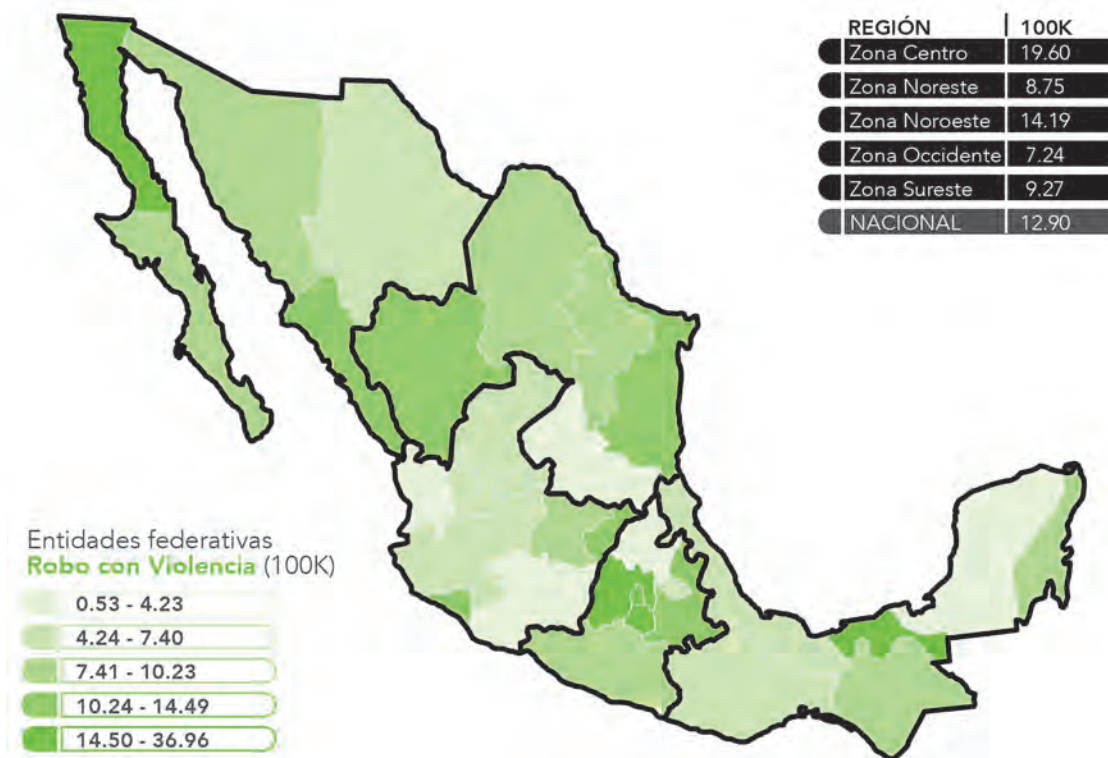 REGIÓN 100K
Zona Centro 19.60
Zona Noreste 8.75
Zona Noroeste 14.19
Zona Occidente 7.24
Zona Sureste 9.27
NACIONAL 12.90
Entidades federativas
Robo con Violencia (100K)
0.53 - 4.23
4.24 - 7.40
7.41 - 10.23
10.24 - 14.49
14.50 - 36.96